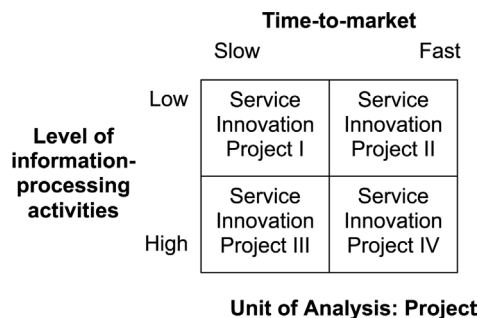 Time-to-market
Slow Fast
Low
High
Level of
information-
processing
activities
Service
Innovation
Project I
Service
Innovation
Project II
Service
Innovation
Project III
Service
Innovation
Project IV
Unit of Analysis: Project